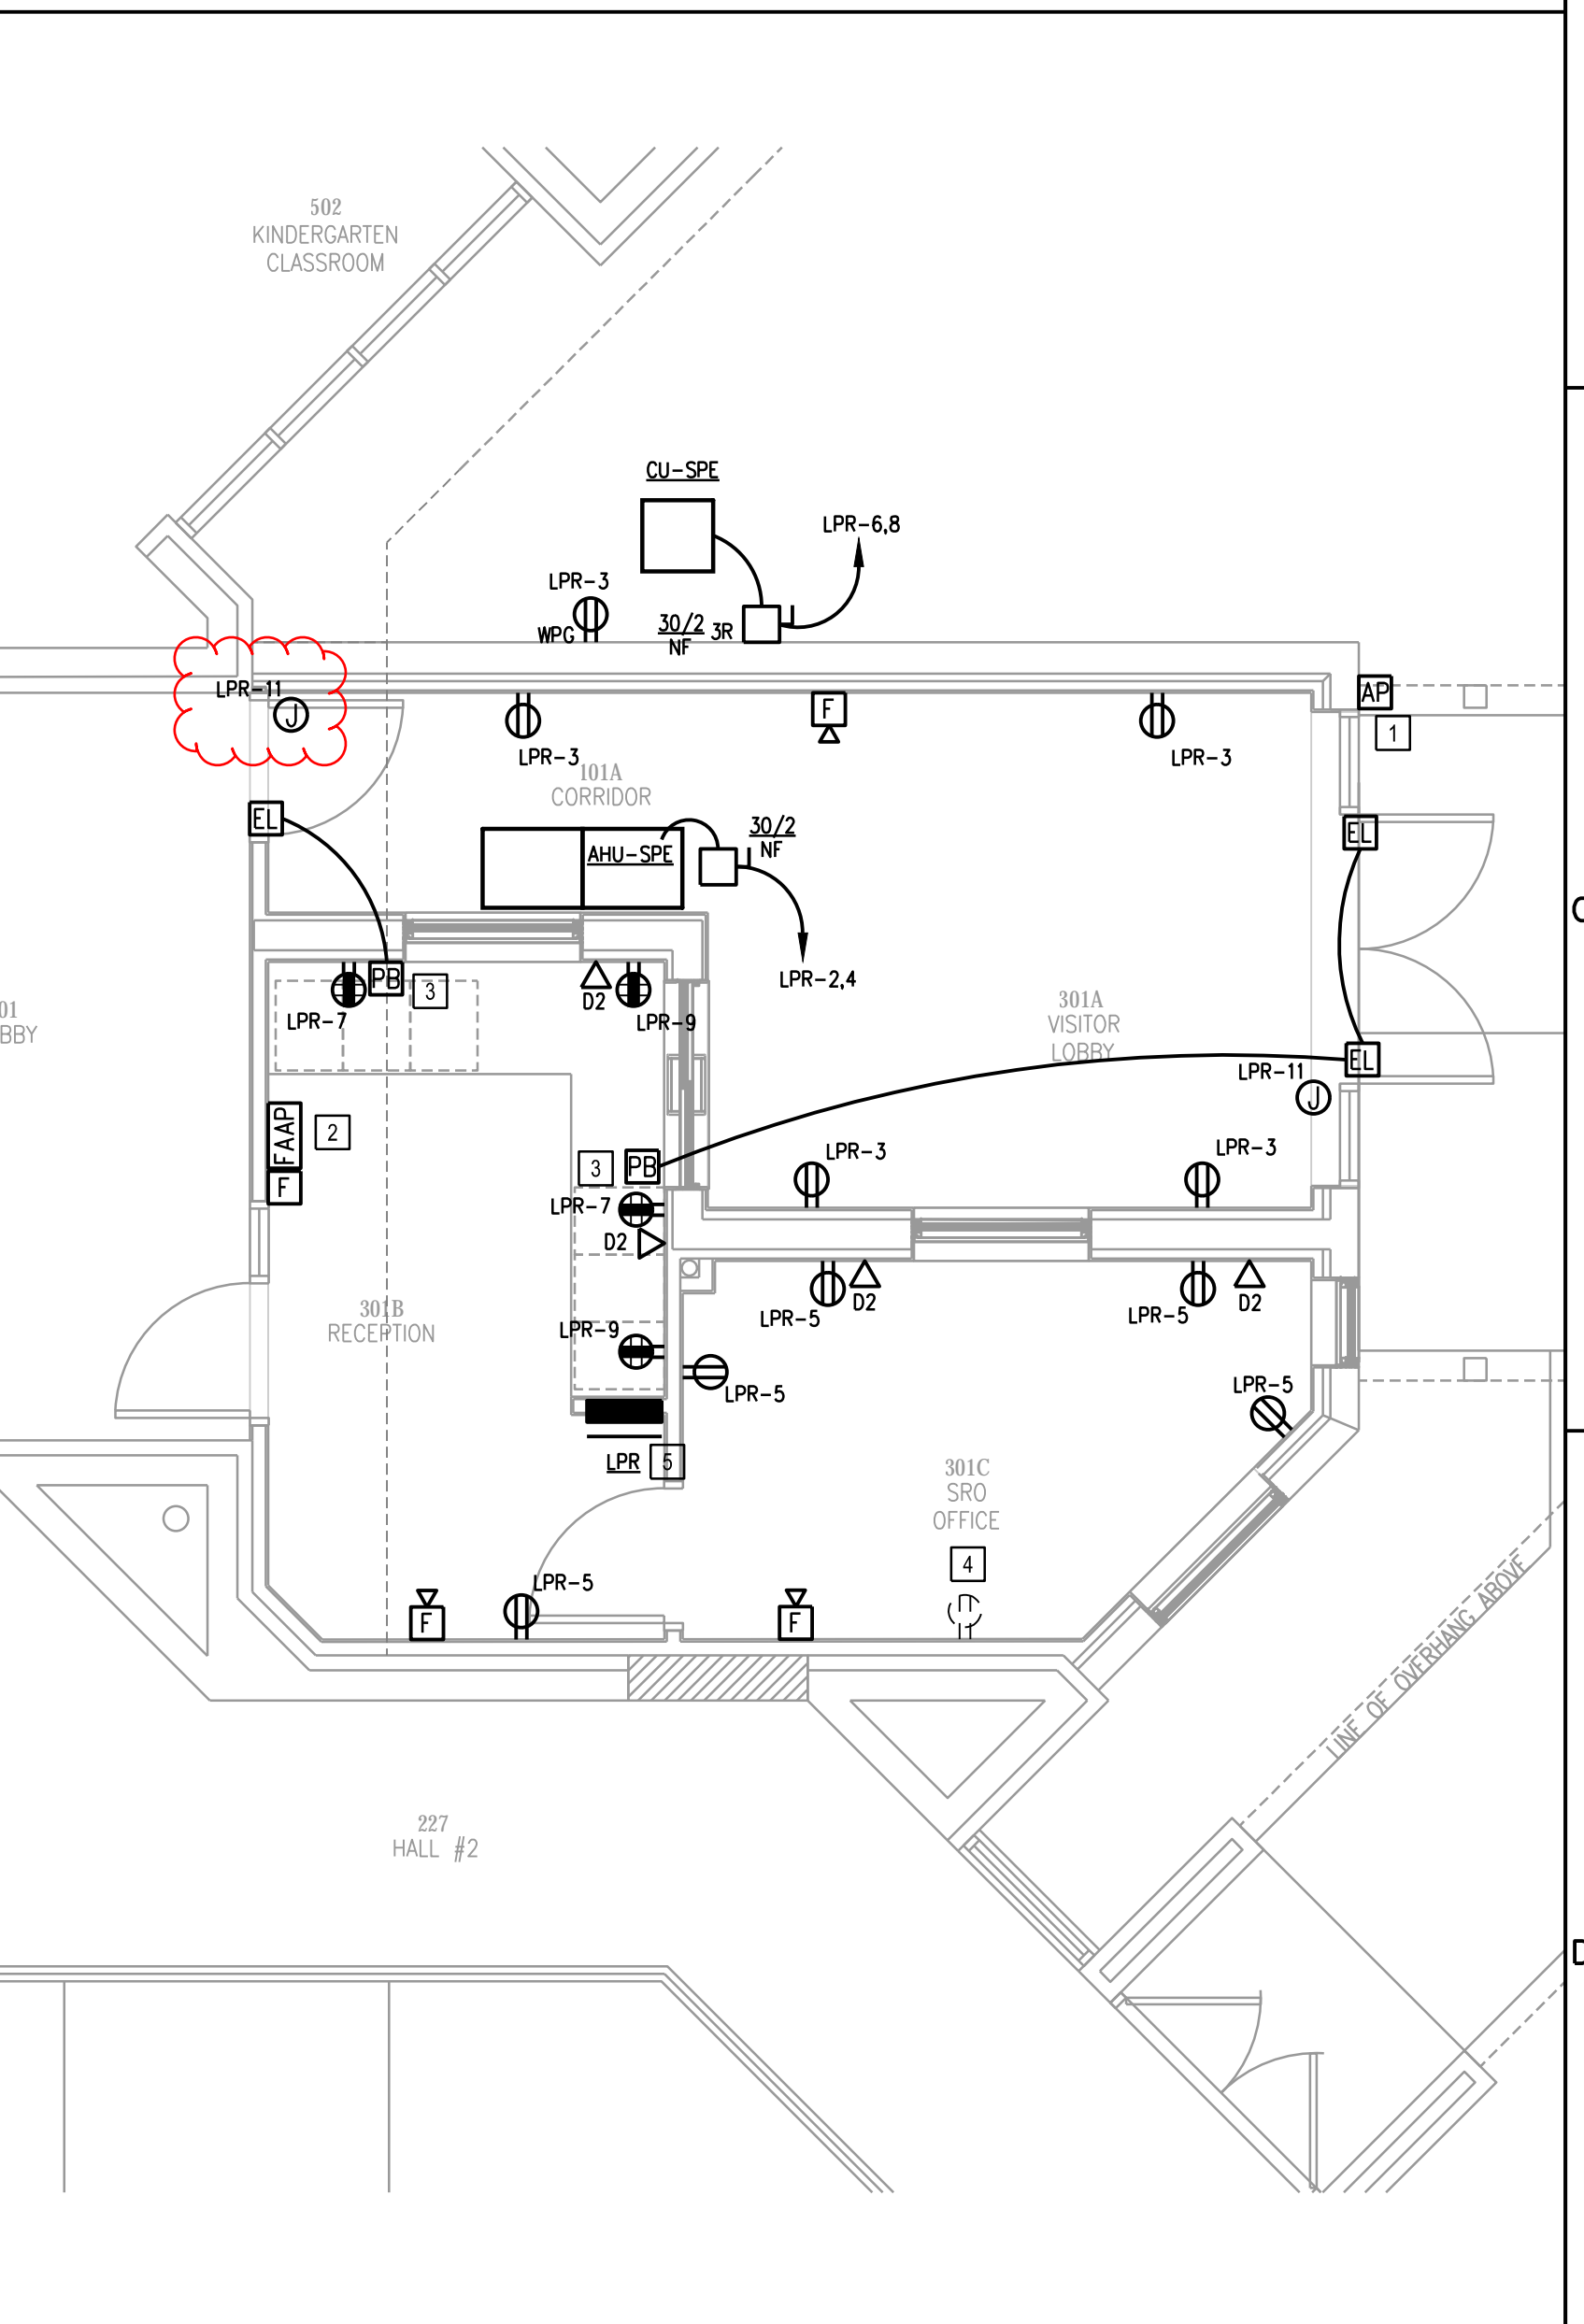 502
KINDERGARTEN
CLASSROOM
CU-SPE
LPR-6,8
LPR-3
WPG
30/2
NF
3R
LPR-11
J
AP
1
F
LPR-3
LPR-3
101A
CORRIDOR
EL
AHU-SPE
30/2
NF
EL
C
LPR-2,4
PB
3
D2
LPR-7
LPR-9
01
BBY
301A
VISITOR
LOBBY
EL
LPR-11
J
FAAP
2
F
3
PB
LPR-3
LPR-3
LPR-7
D2
LPR-5
D2
LPR-5
D2
301B
RECEPTION
LPR-9
LPR-5
LPR-5
LPR
5
301C
SRO
OFFICE
4
F
LPR-5
F
LINE OF OVERHANG ABOVE
227
HALL #2
D